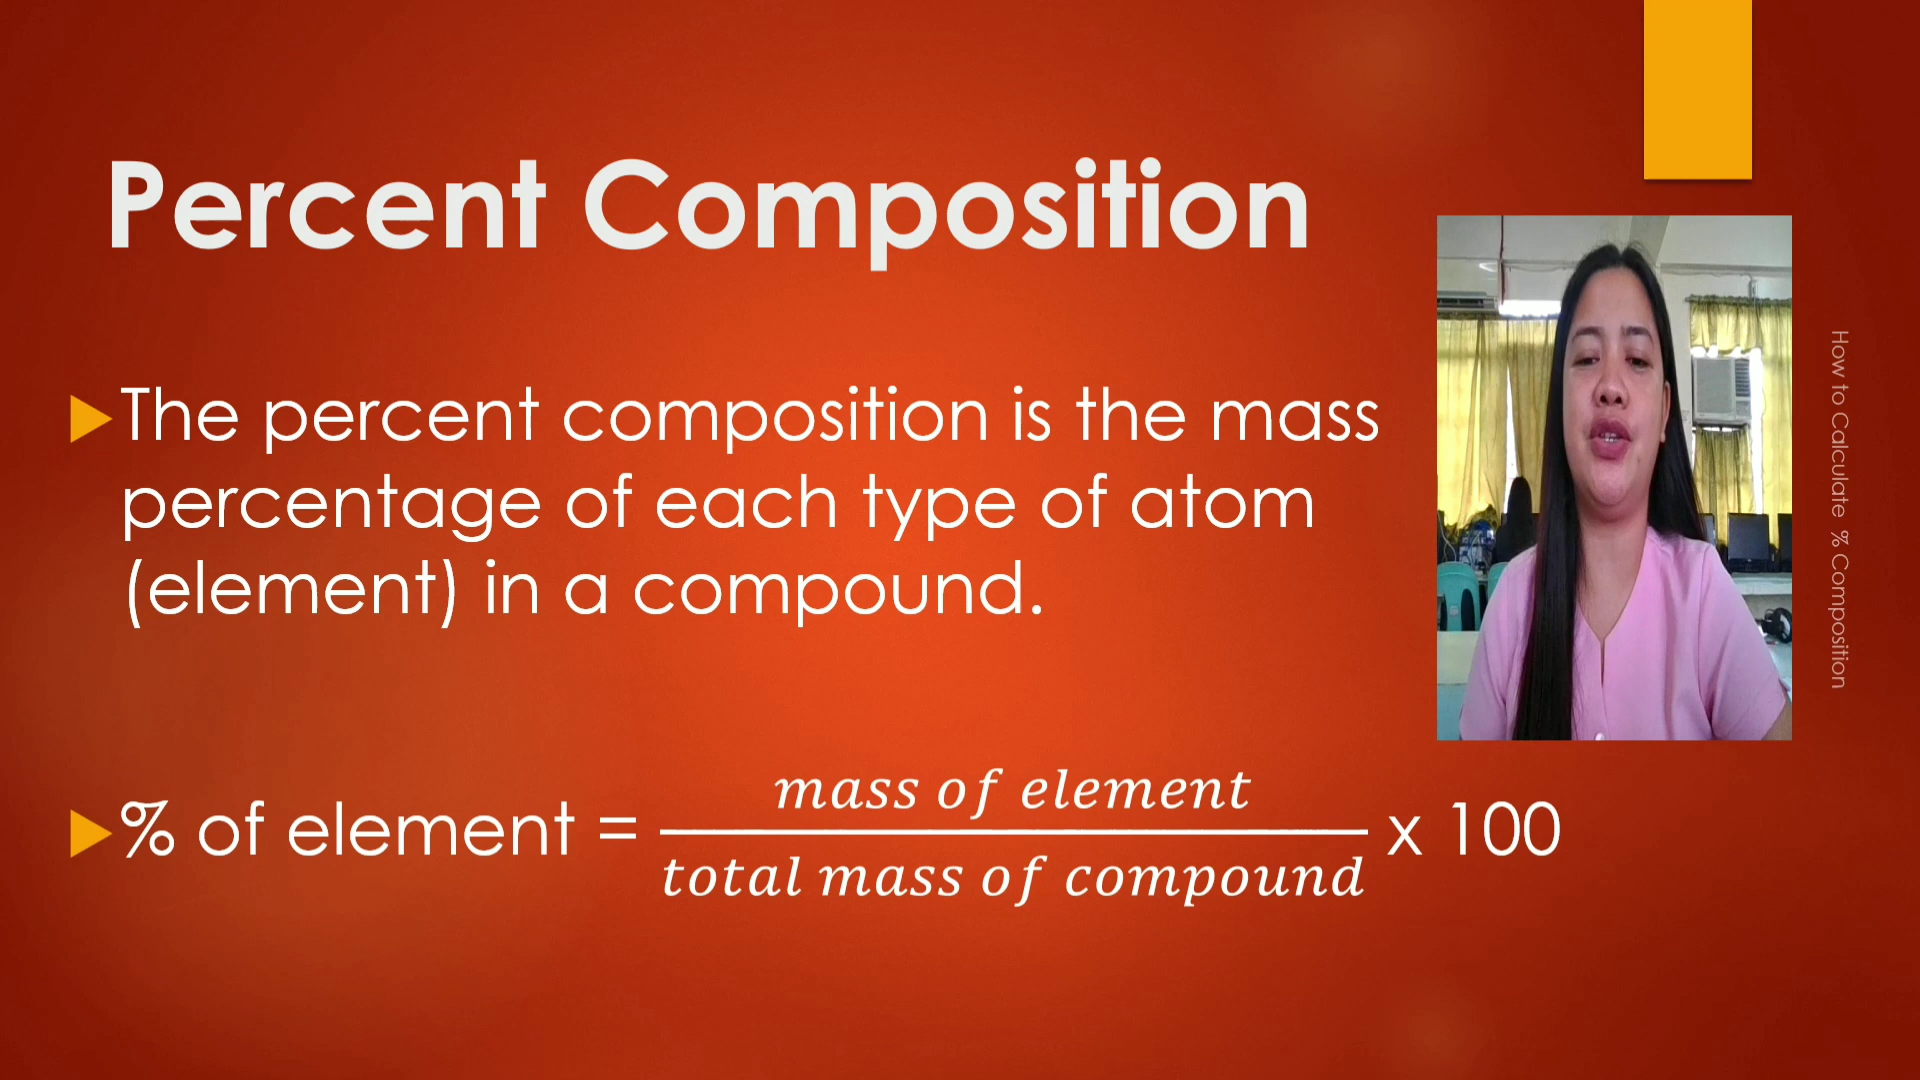 Percent Composition
The percent composition is the mass
percentage of each type of atom
(element) in a compound.
% of element = mass of element / total mass of compound x 100
How to Calculate % Composition